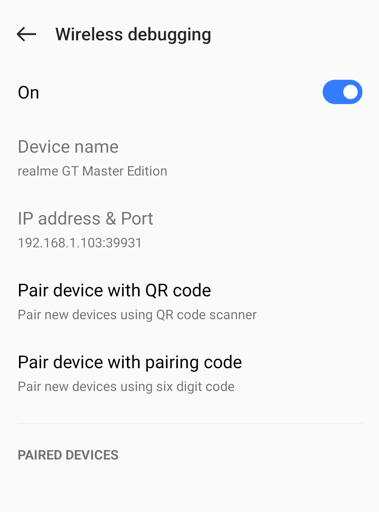 Wireless debugging
On
Device name
realme GT Master Edition
IP address & Port
192.168.1.103:39931
Pair device with QR code
Pair new devices using QR code scanner
Pair device with pairing code
Pair new devices using six digit code
PAIRED DEVICES